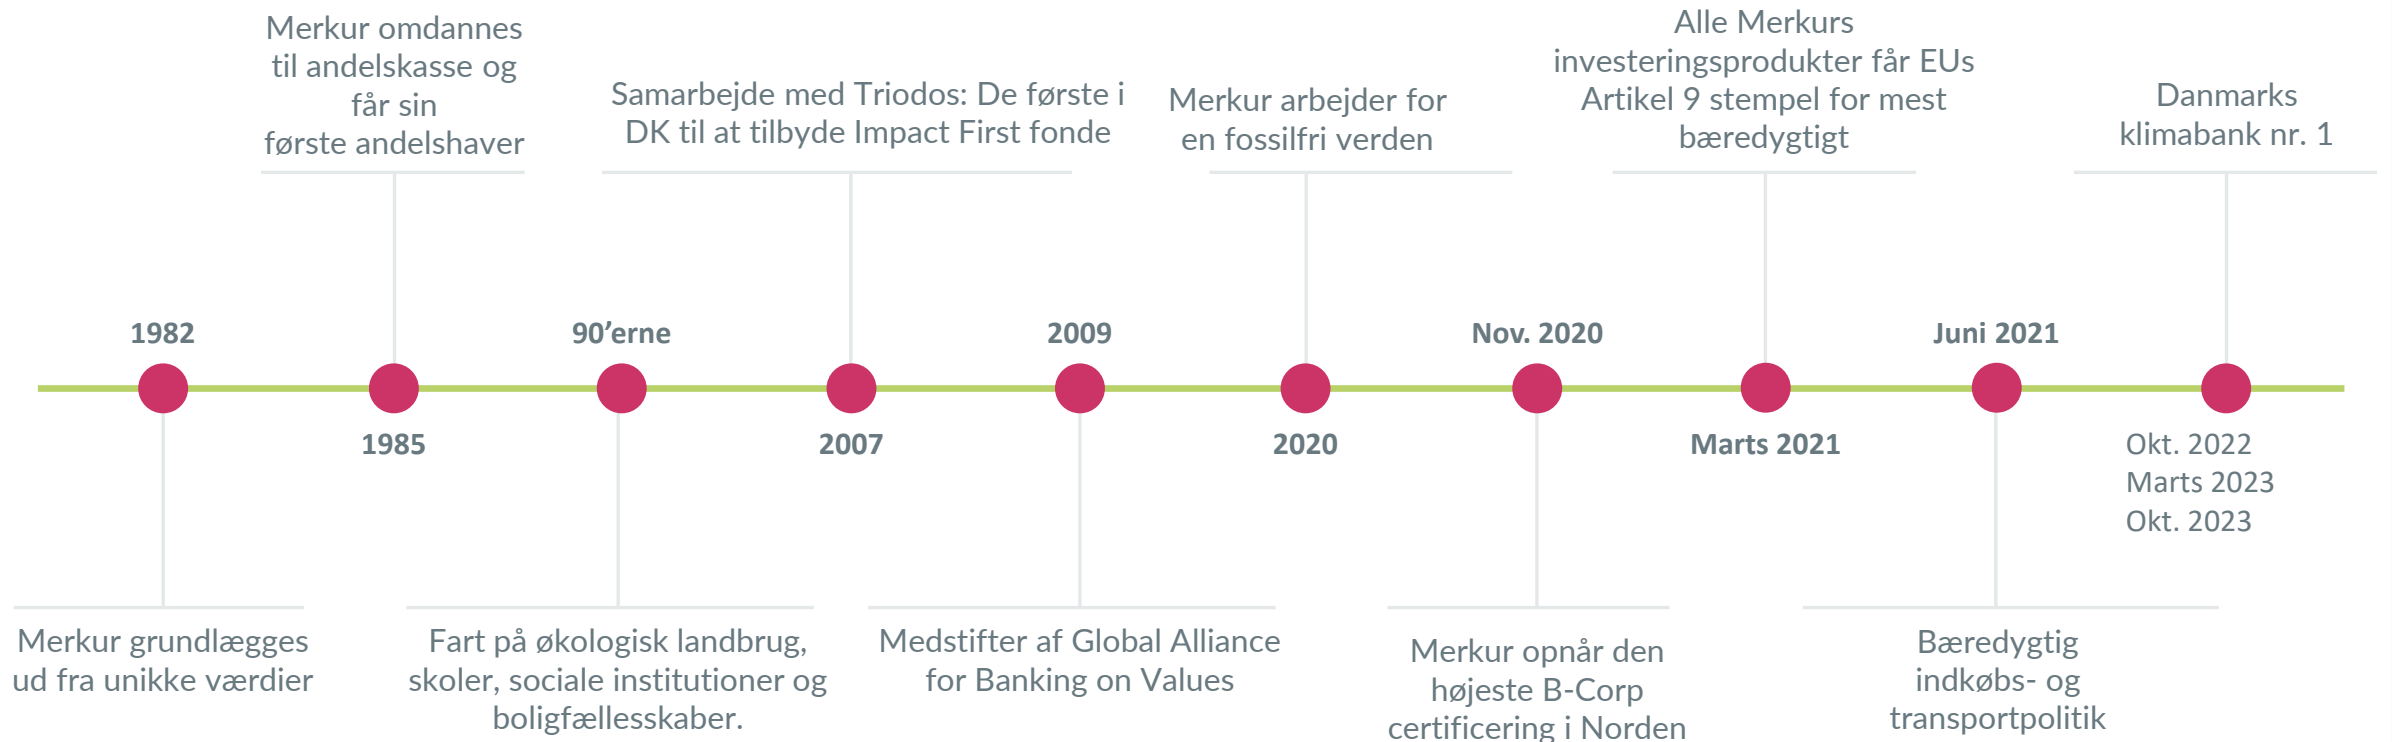 Merkur omdannes
til andelskasse og
får sin
første andelshaver
Samarbejde med Triodos: De første i
DK til at tilbyde Impact First fonde
Merkur arbejder for
en fossilfri verden
Alle Merkurs
investeringsprodukter får EUs
Artikel 9 stempel for mest
bæredygtigt
Danmarks
klimabank nr. 1
1982
90’erne
2009
Nov. 2020
Juni 2021
1985
2007
2020
Marts 2021
Okt. 2022
Marts 2023
Okt. 2023
Merkur grundlægges
ud fra unikke værdier
Fart på økologisk landbrug,
skoler, sociale institutioner og
boligfællesskaber.
Medstifter af Global Alliance
for Banking on Values
Merkur opnår den
højeste B-Corp
certificering i Norden
Bæredygtig
indkøbs- og
transportpolitik